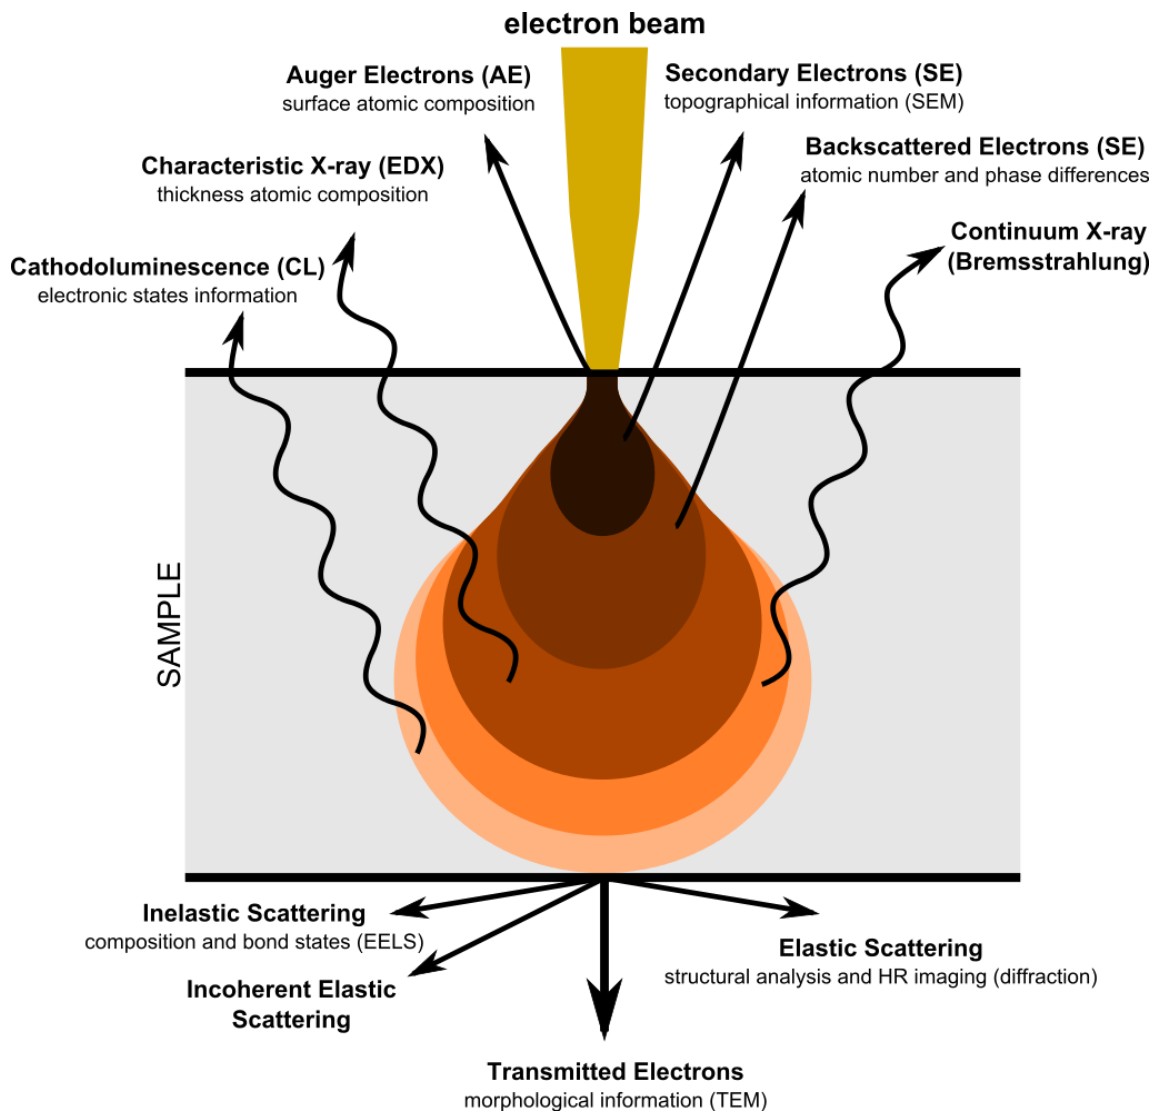 electron beam
Auger Electrons (AE)
surface atomic composition
Secondary Electrons (SE)
topographical information (SEM)
Characteristic X-ray (EDX)
thickness atomic composition
Backscattered Electrons (SE)
atomic number and phase differences
Cathodoluminescence (CL)
electronic states information
Continuum X-ray
(Bremsstrahlung)
SAMPLE
Inelastic Scattering
composition and bond states (EELS)
Incoherent Elastic
Scattering
Elastic Scattering
structural analysis and HR imaging (diffraction)
Transmitted Electrons
morphological information (TEM)